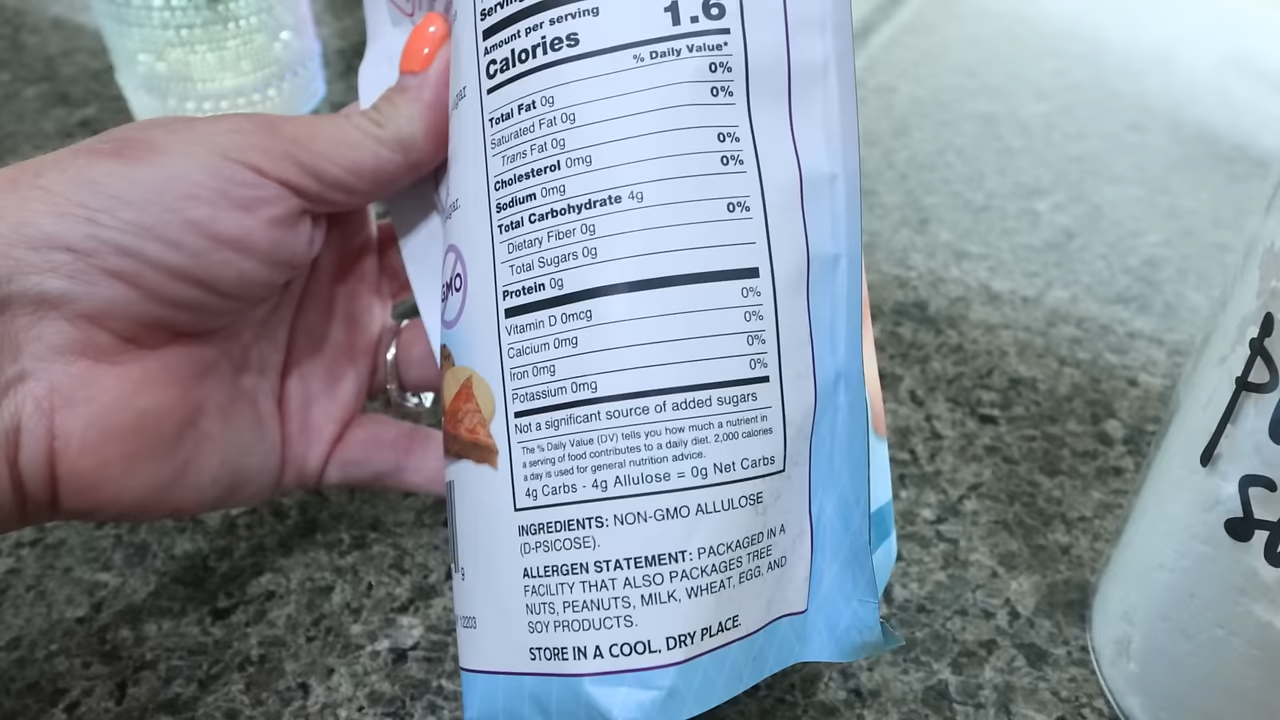 Serving
Amount per serving
Calories 1.6
% Daily Value*
Total Fat 0g 0%
Saturated Fat 0g 0%
Trans Fat 0g
Cholesterol 0mg 0%
Sodium 0mg 0%
Total Carbohydrate 4g
Dietary Fiber 0g 0%
Total Sugars 0g
Protein 0g
Vitamin D 0mcg 0%
Calcium 0mg 0%
Iron 0mg 0%
Potassium 0mg 0%
Not a significant source of added sugars
The % Daily Value (DV) tells you how much a nutrient in
a serving of food contributes to a daily diet. 2,000 calories
a day is used for general nutrition advice.
4g Carbs - 4g Allulose = 0g Net Carbs
INGREDIENTS: NON-GMO ALLULOSE
(D-PSICOSE).
ALLERGEN STATEMENT: PACKAGED IN A
FACILITY THAT ALSO PACKAGES TREE
NUTS, PEANUTS, MILK, WHEAT, EGG, AND
SOY PRODUCTS.
STORE IN A COOL, DRY PLACE.
GMO
9
12203